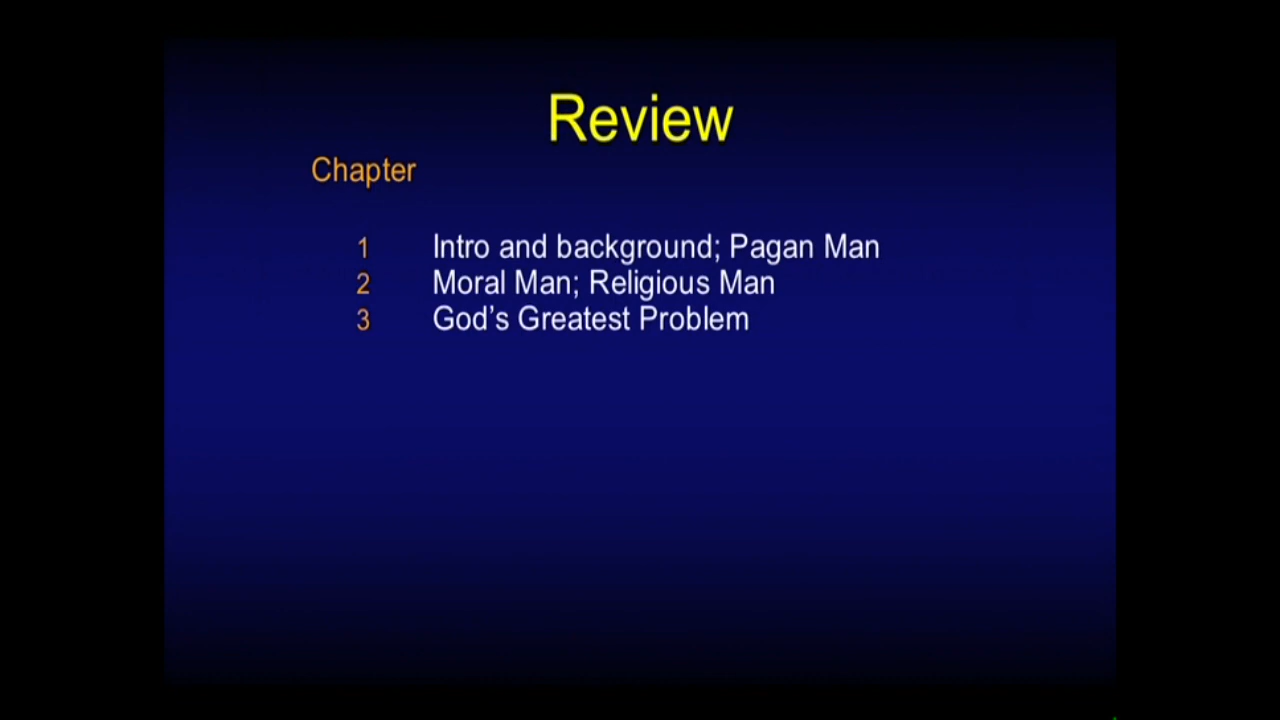 Review
Chapter
1 Intro and background; Pagan Man
2 Moral Man; Religious Man
3 God’s Greatest Problem